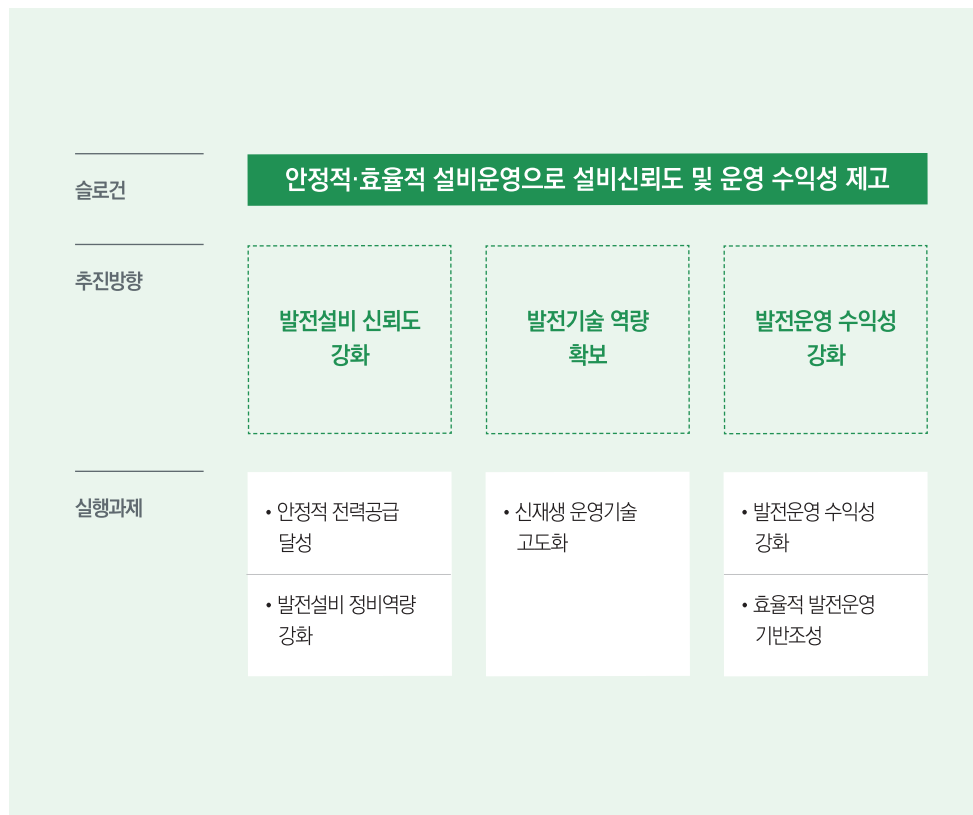 슬로건
안정적·효율적 설비운영으로 설비신뢰도 및 운영 수익성 제고
추진방향
발전설비 신뢰도
강화
발전기술 역량
확보
발전운영 수익성
강화
실행과제
• 안정적 전력공급
달성
• 발전설비 정비역량
강화
• 신재생 운영기술
고도화
• 발전운영 수익성
강화
• 효율적 발전운영
기반조성